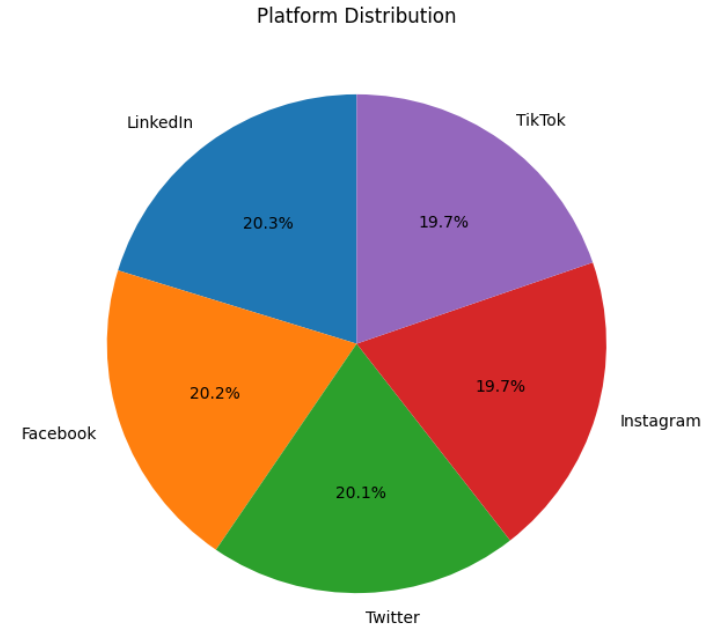 Platform Distribution
LinkedIn
TikTok
20.3%
19.7%
20.2%
19.7%
Facebook
Instagram
20.1%
Twitter